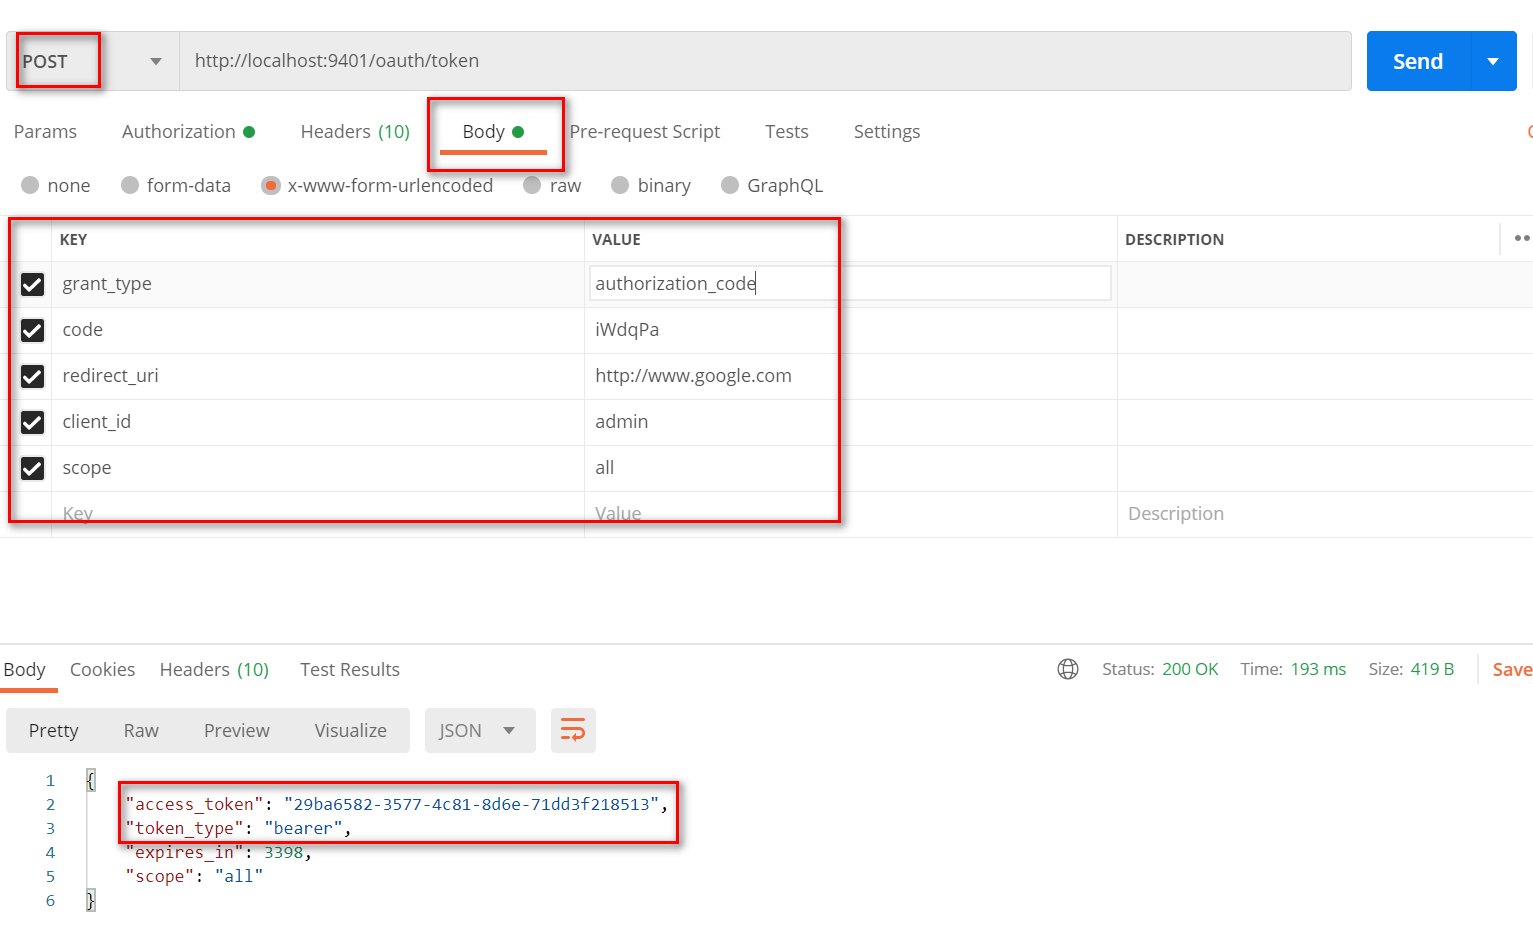 POST http://localhost:9401/oauth/token Send
Params Authorization Headers (10) Body Pre-request Script Tests Settings
none form-data x-www-form-urlencoded raw binary GraphQL
KEY VALUE DESCRIPTION
grant_type authorization_code
code iWdqPa
redirect_uri http://www.google.com
client_id admin
scope all
Key Value Description
Body Cookies Headers (10) Test Results Status: 200 OK Time: 193 ms Size: 419 B Save
Pretty Raw Preview Visualize JSON
1 {
2 "access_token": "29ba6582-3577-4c81-8d6e-71dd3f218513",
3 "token_type": "bearer",
4 "expires_in": 3398,
5 "scope": "all"
6 }